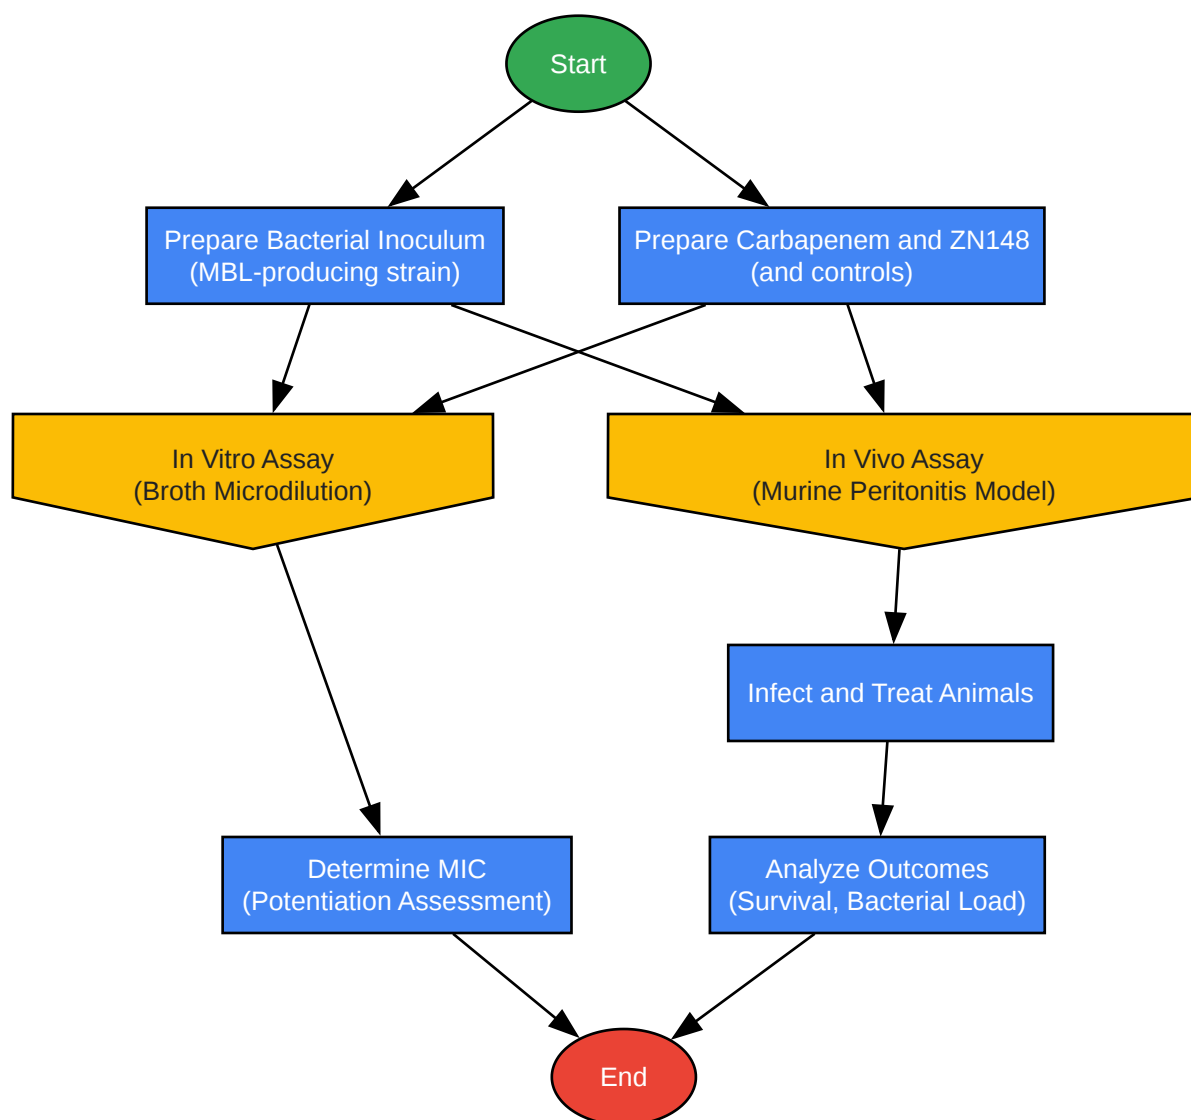 Start
Prepare Bacterial Inoculum
(MBL-producing strain)
Prepare Carbapenem and ZN148
(and controls)
In Vitro Assay
(Broth Microdilution)
In Vivo Assay
(Murine Peritonitis Model)
Infect and Treat Animals
Determine MIC
(Potentiation Assessment)
Analyze Outcomes
(Survival, Bacterial Load)
End